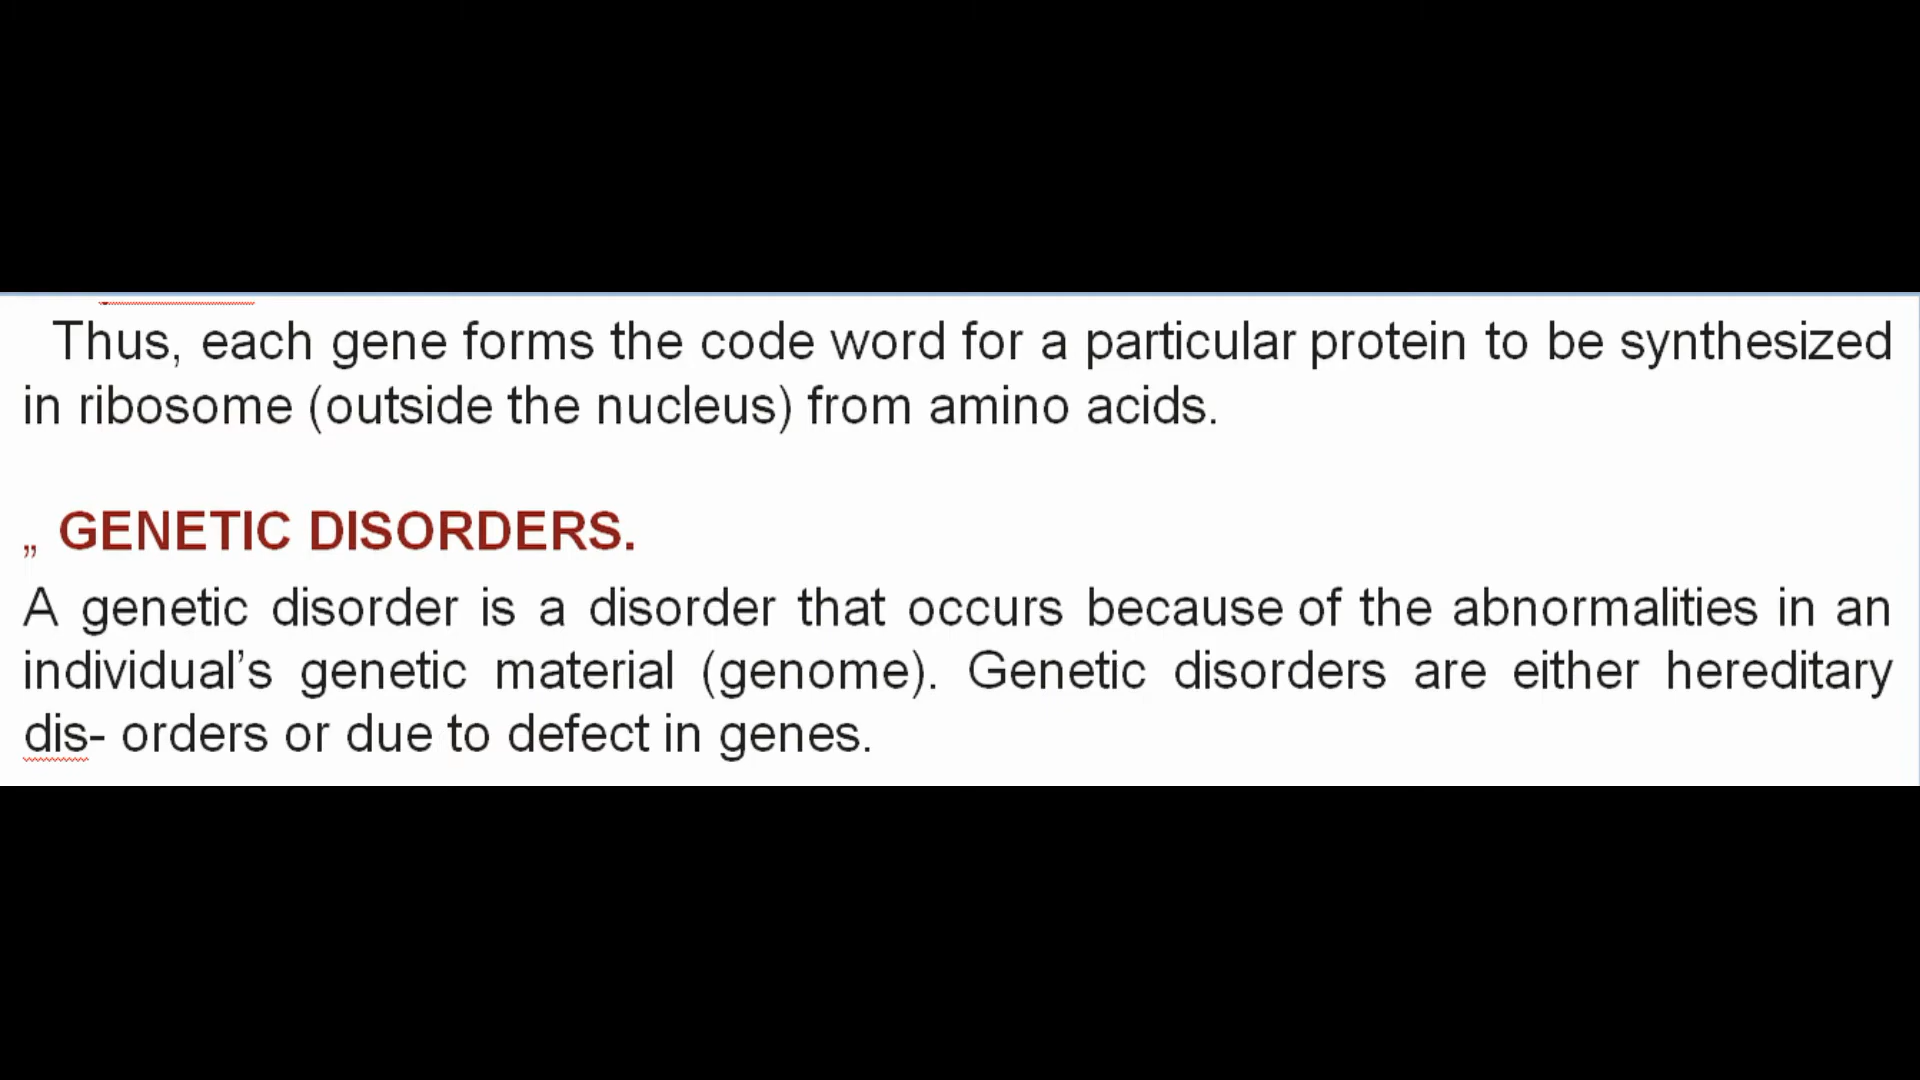 Thus, each gene forms the code word for a particular protein to be synthesized
in ribosome (outside the nucleus) from amino acids.
„ GENETIC DISORDERS.
A genetic disorder is a disorder that occurs because of the abnormalities in an
individual’s genetic material (genome). Genetic disorders are either hereditary
dis- orders or due to defect in genes.